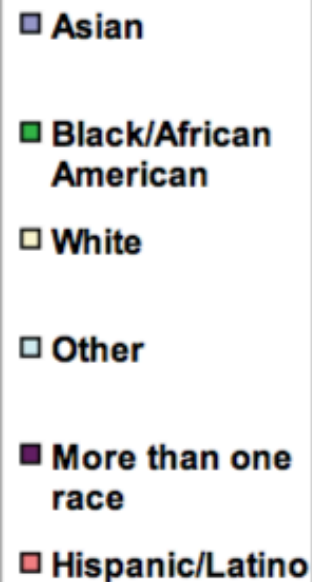 Asian
Black/African
American
White
Other
More than one
race
Hispanic/Latino